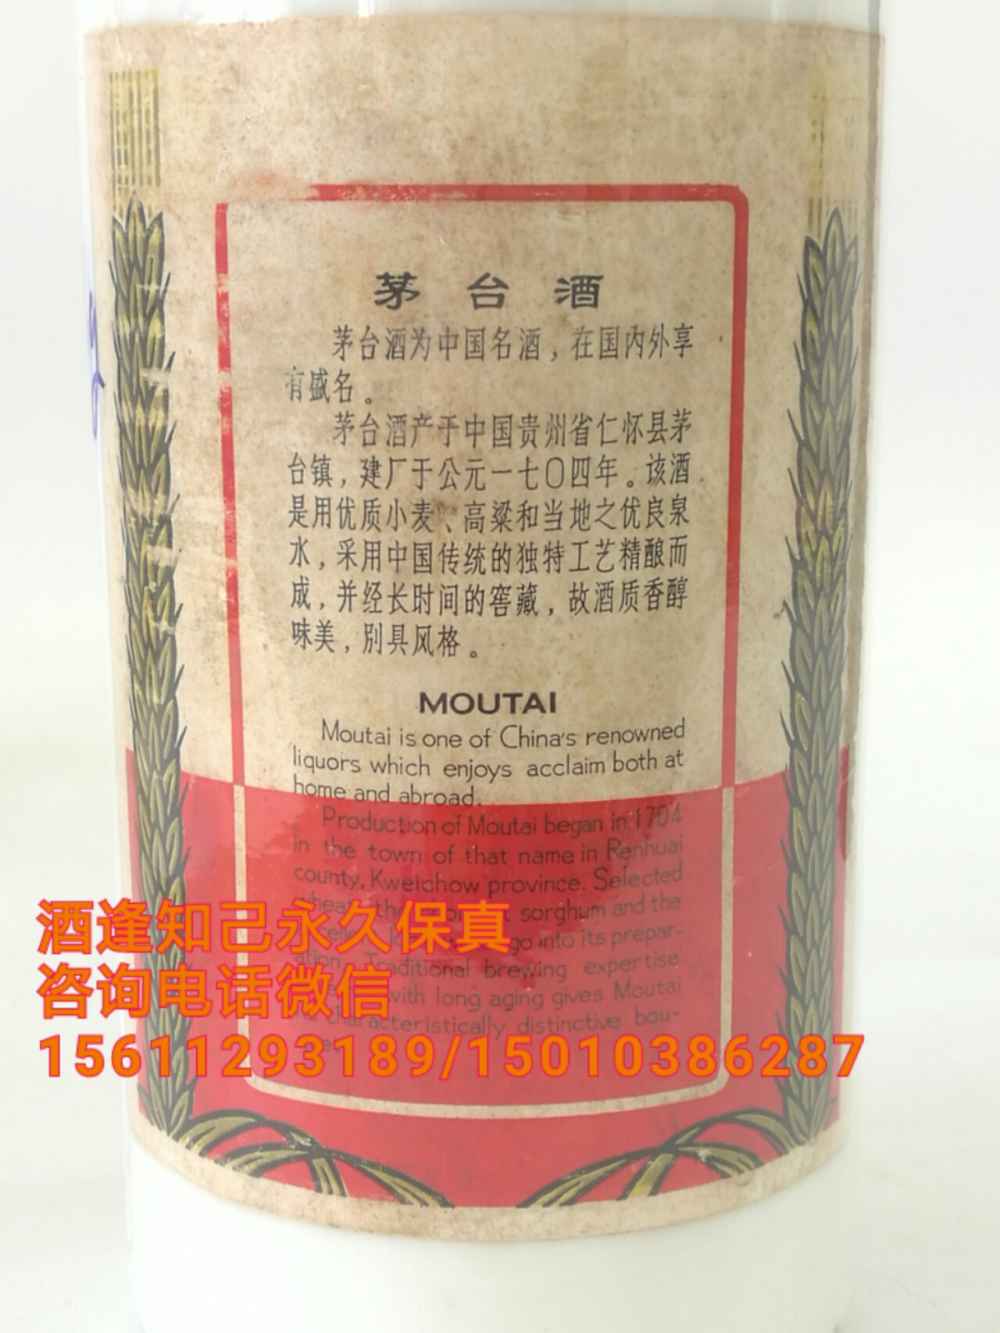 茅台酒
茅台酒为中国名酒，在国内外享
有盛名。
茅台酒产于中国贵州省仁怀县茅
台镇，建厂于公元一七〇四年。该酒
是用优质小麦、高粱和当地之优良泉
水，采用中国传统的独特工艺精酿而
成，并经长时间的窖藏，故酒质香醇
味美，别具风格。
MOUTAI
Moutai is one of China's renowned
liquors which enjoys acclaim both at
home and abroad.
Production of Moutai began in 1704
in the town of that name in Renhuai
county, Kweichow province. Selected
sorghum and the
go into its prepar-
ation. Traditional brewing expertise
with long aging gives Moutai
characteristically distinctive bou-
酒逢知己永久保真
咨询电话微信
15611293189/15010386287